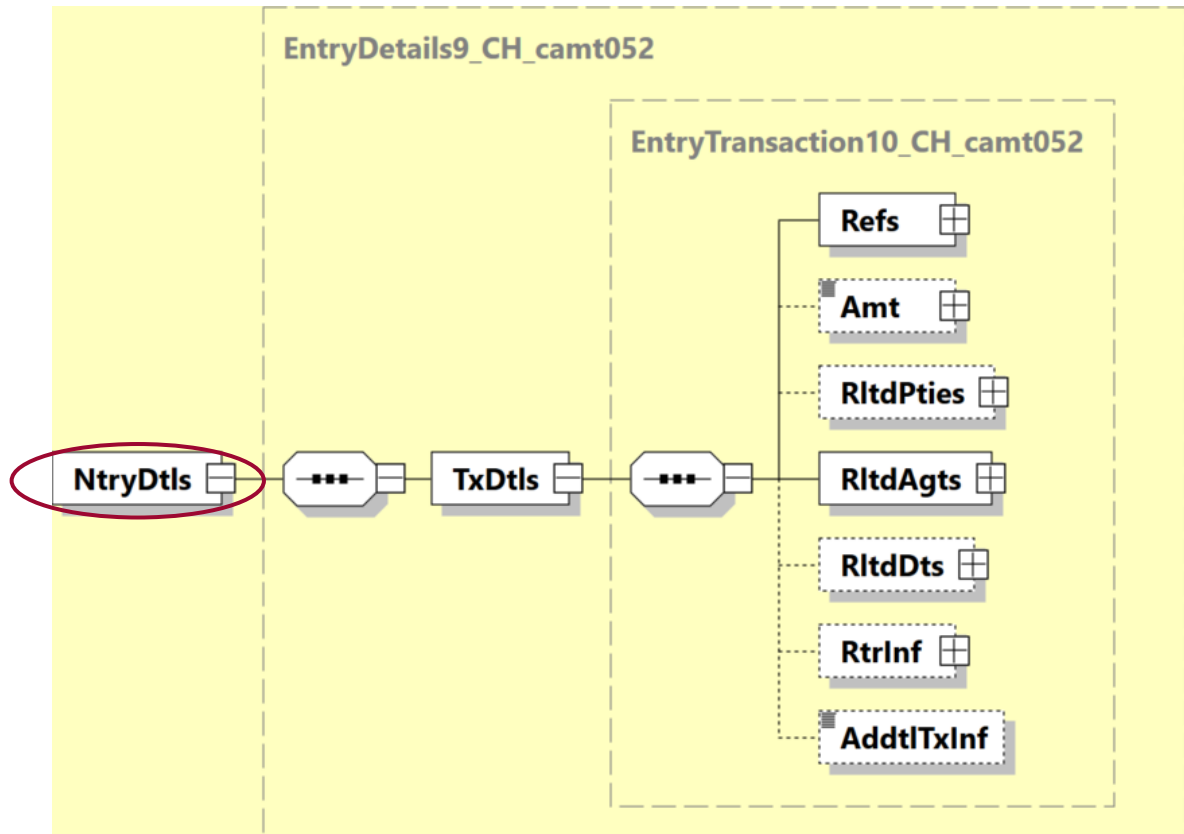 EntryDetails9_CH_camt052
EntryTransaction10_CH_camt052
Refs
Amt
RltdPties
NtryDtls
TxDtls
RltdAgts
RltdDts
RtrInf
AddtlTxInf